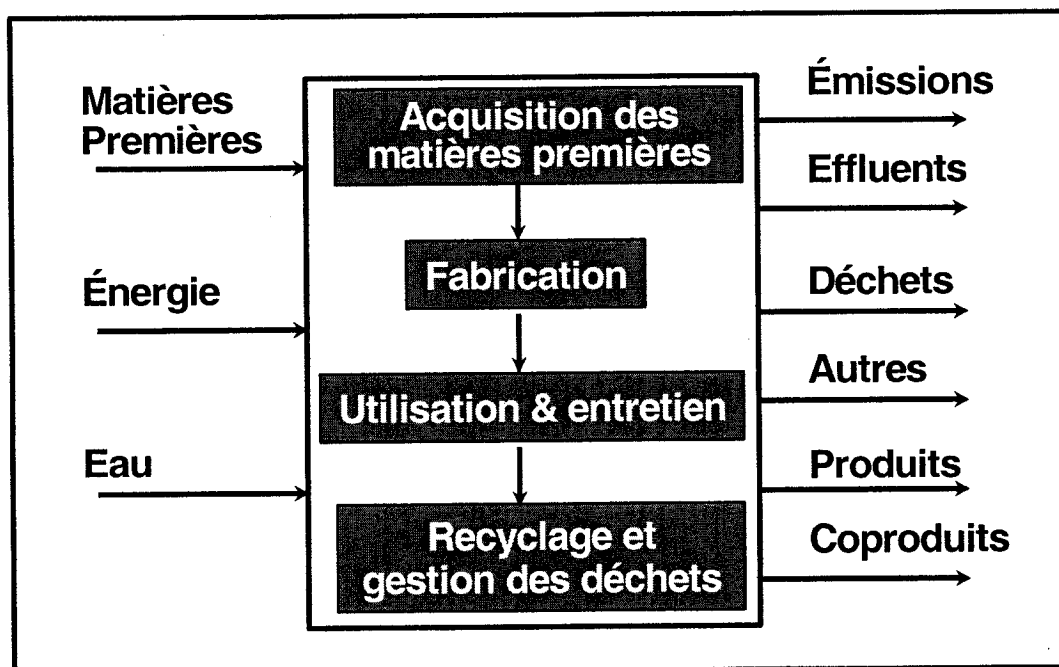 Matières
Premières
Énergie
Eau
Acquisition des
matières premières
Fabrication
Utilisation & entretien
Recyclage et
gestion des déchets
Émissions
Effluents
Déchets
Autres
Produits
Coproduits